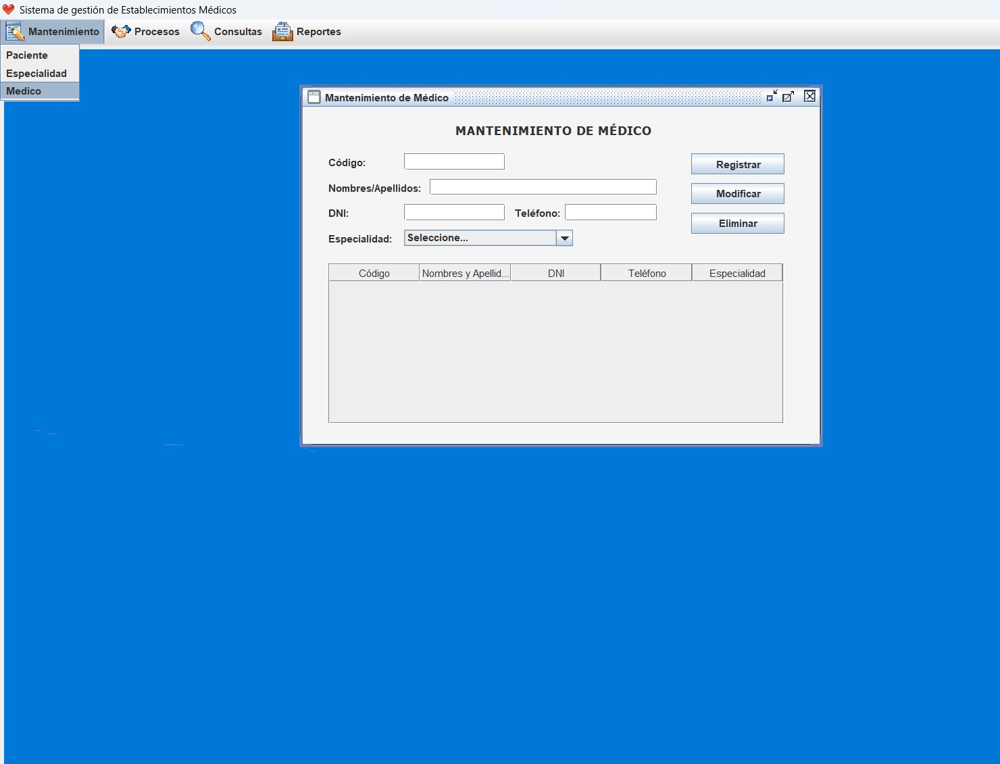 Sistema de gestión de Establecimientos Médicos
Mantenimiento Procesos Consultas Reportes
Paciente
Especialidad
Medico
Mantenimiento de Médico
MANTENIMIENTO DE MÉDICO
Código:
Registrar
Nombres/Apellidos:
Modificar
DNI: Teléfono:
Eliminar
Especialidad: Seleccione...
Código Nombres y Apellid... DNI Teléfono Especialidad